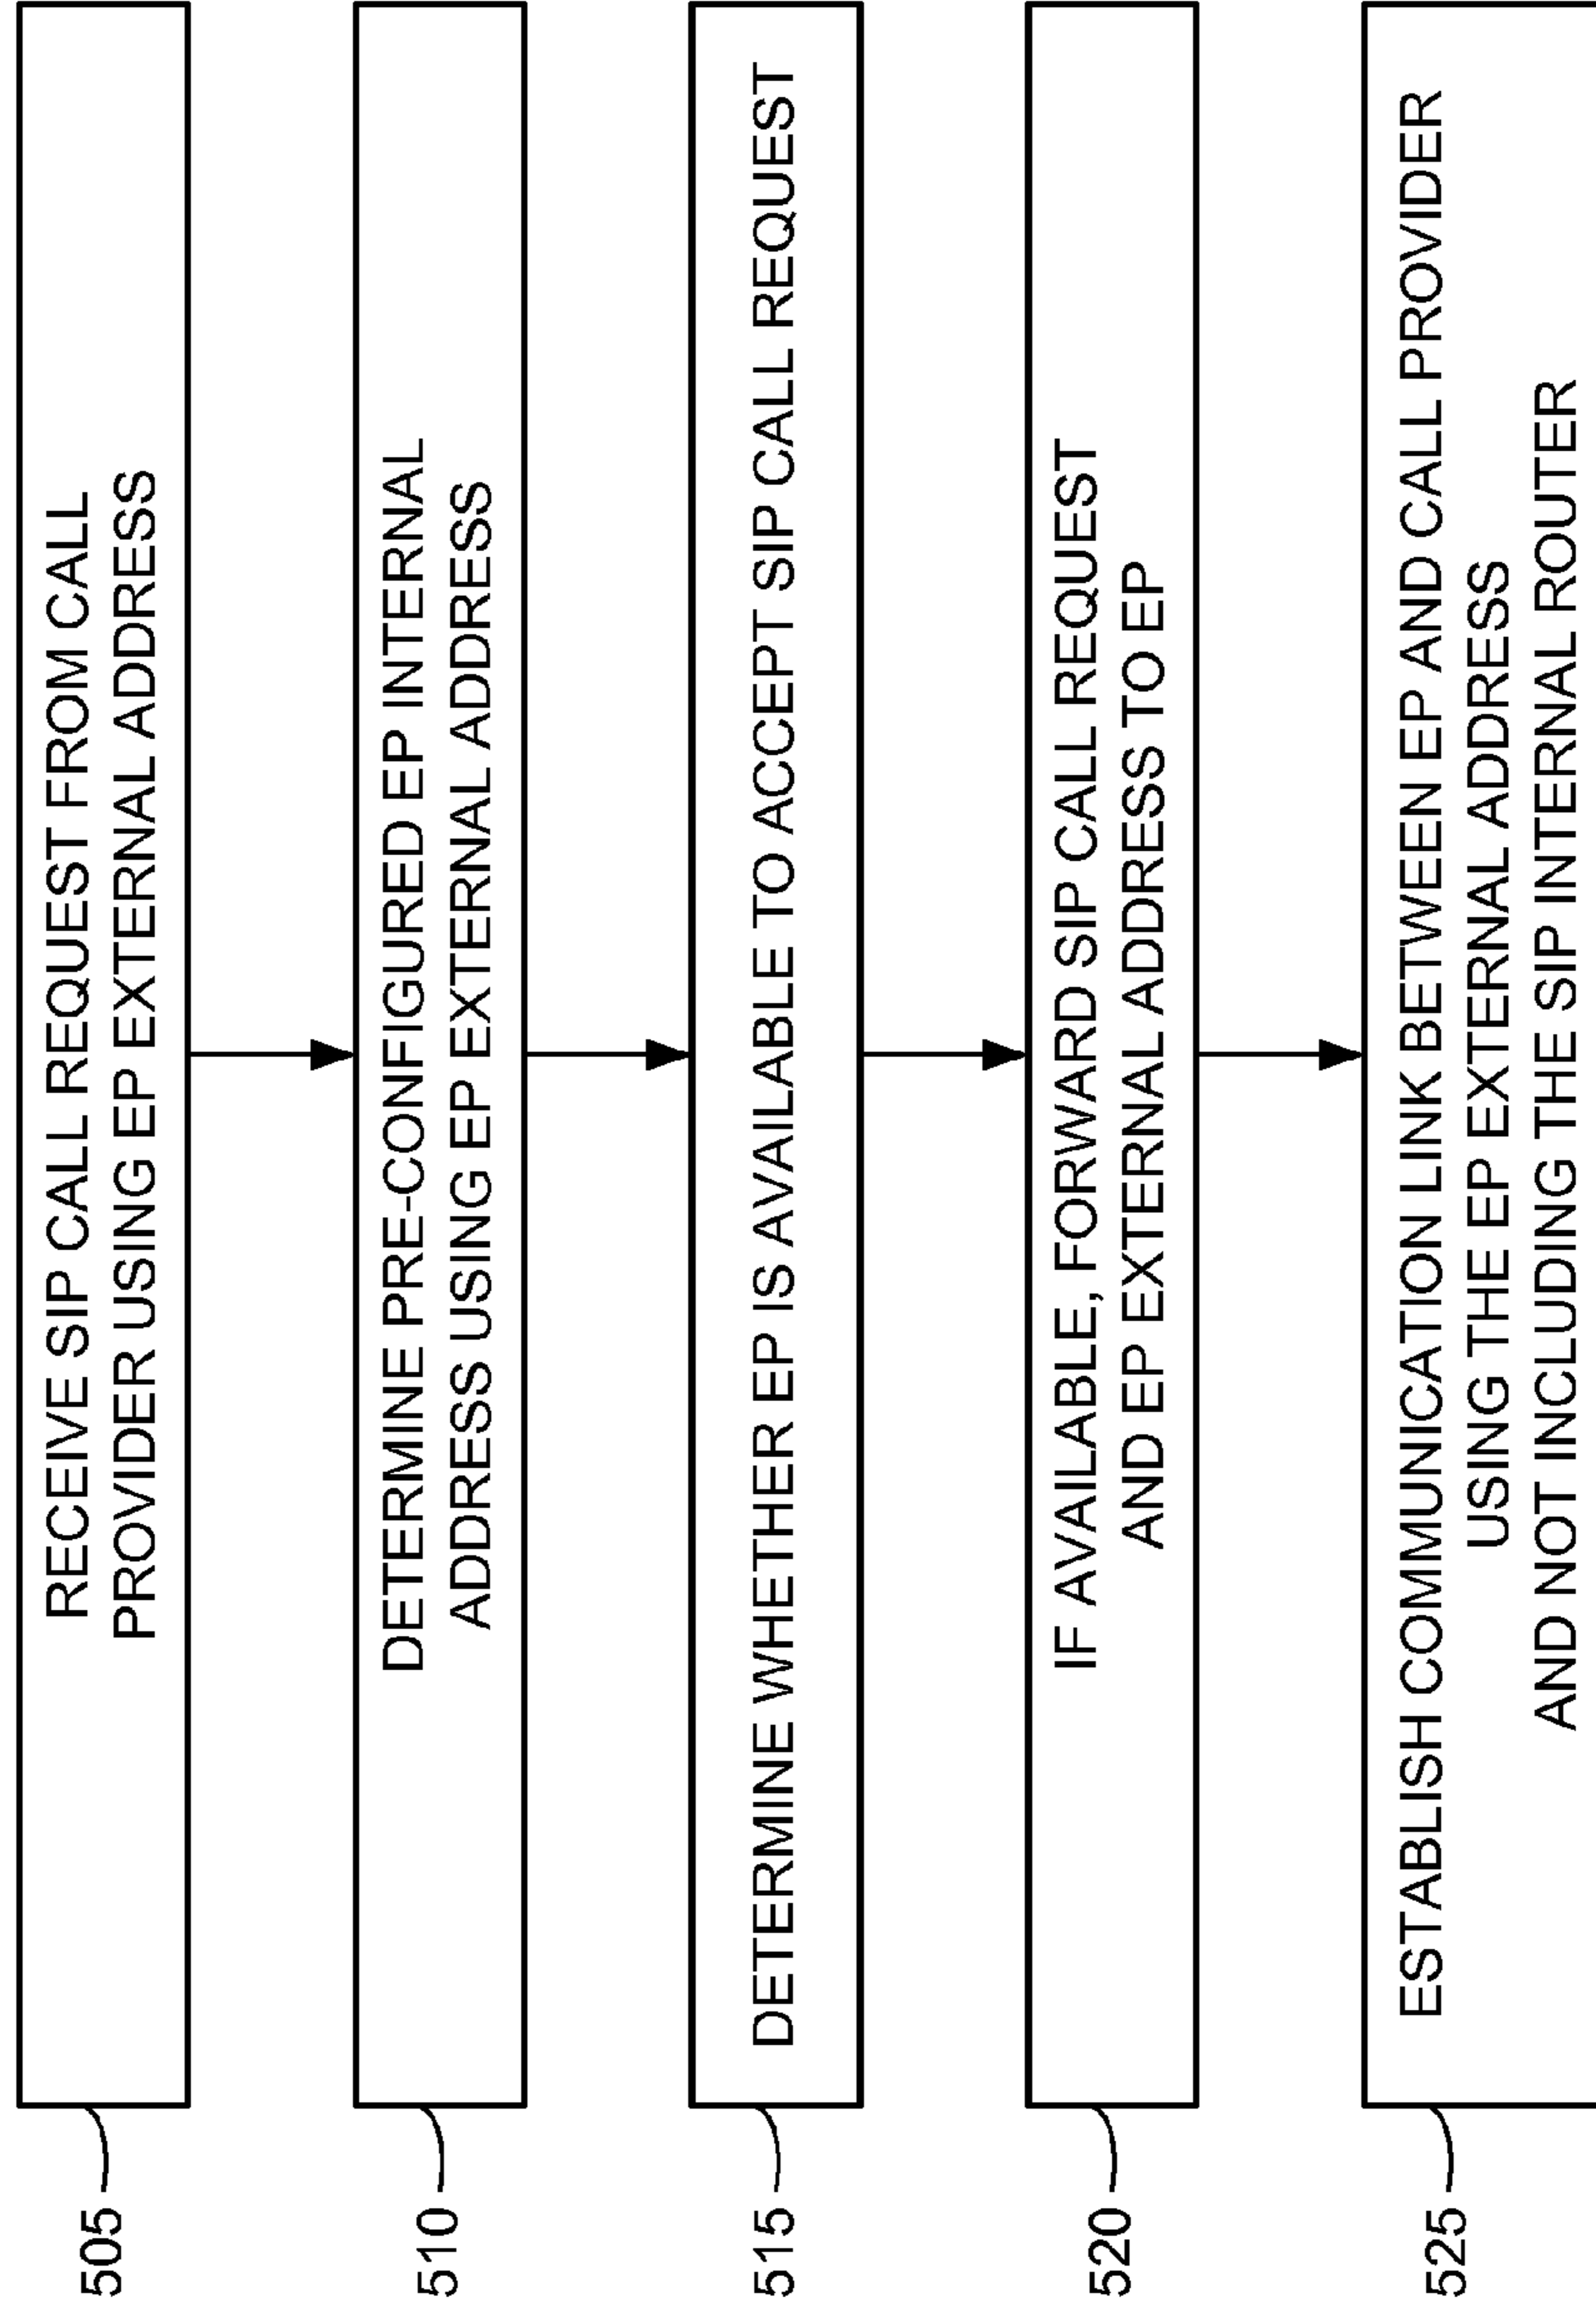 505
RECEIVE SIP CALL REQUEST FROM CALL
PROVIDER USING EP EXTERNAL ADDRESS
510
DETERMINE PRE-CONFIGURED EP INTERNAL
ADDRESS USING EP EXTERNAL ADDRESS
515
DETERMINE WHETHER EP IS AVAILABLE TO ACCEPT SIP CALL REQUEST
520
IF AVAILABLE, FORWARD SIP CALL REQUEST
AND EP EXTERNAL ADDRESS TO EP
525
ESTABLISH COMMUNICATION LINK BETWEEN EP AND CALL PROVIDER
USING THE EP EXTERNAL ADDRESS
AND NOT INCLUDING THE SIP INTERNAL ROUTER